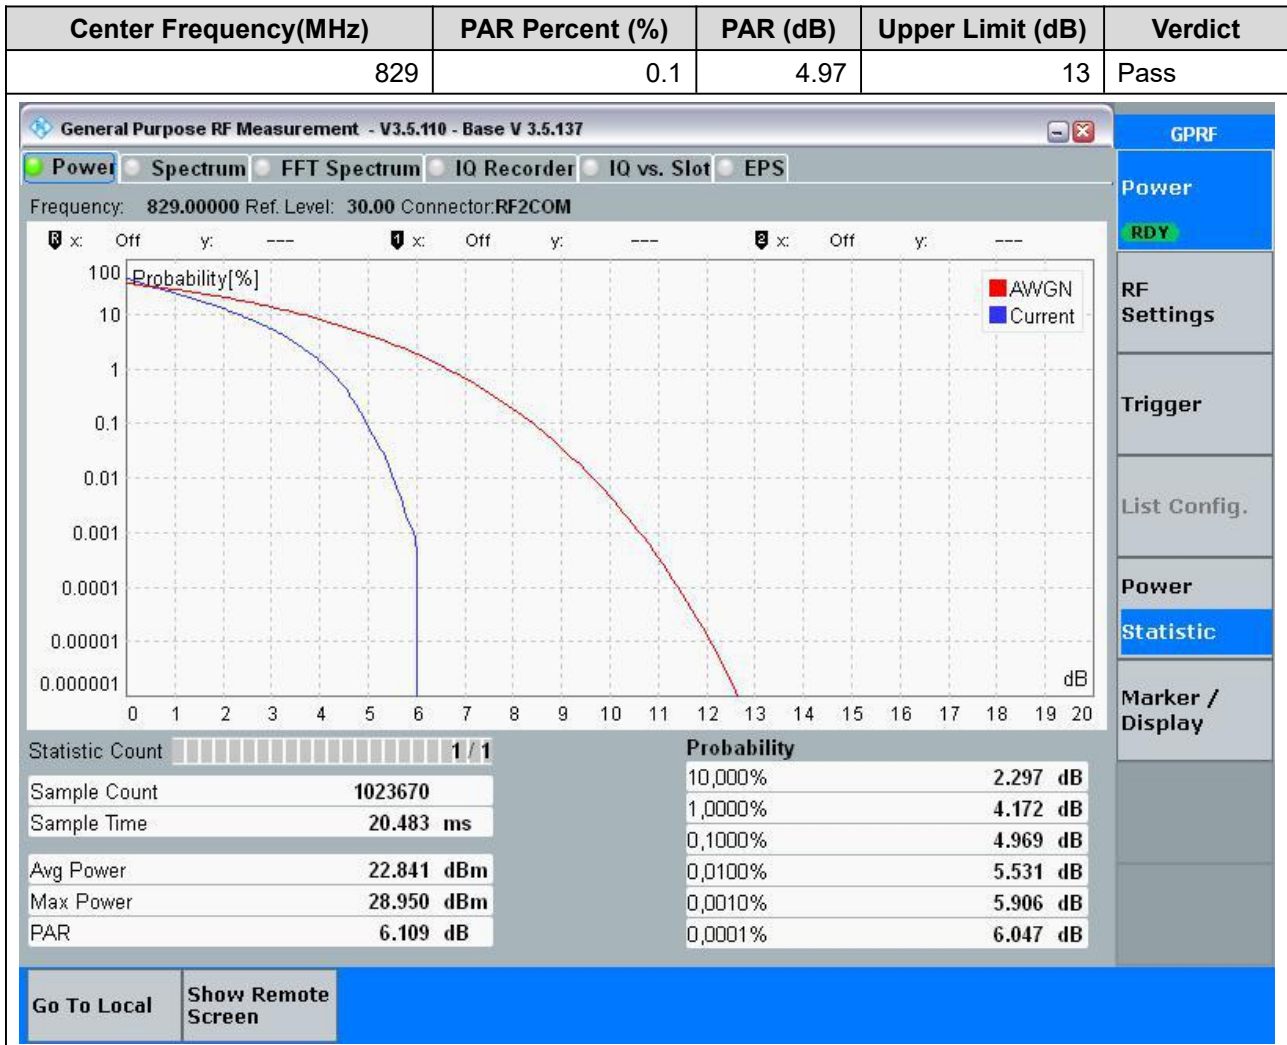 Center Frequency(MHz) PAR Percent (%) PAR (dB) Upper Limit (dB) Verdict
829 0.1 4.97 13 Pass
General Purpose RF Measurement - V3.5.110 - Base V 3.5.137
GPRF
Power Spectrum FFT Spectrum IQ Recorder IQ vs. Slot EPS
Frequency: 829.00000 Ref. Level: 30.00 Connector:RF2COM
R x: Off y: --- 1 x: Off y: --- 2 x: Off y: ---
Probability[%]
AWGN
Current
100
10
1
0.1
0.01
0.001
0.0001
0.00001
0.000001
dB
0 1 2 3 4 5 6 7 8 9 10 11 12 13 14 15 16 17 18 19 20
Statistic Count 1 / 1
Sample Count 1023670
Sample Time 20.483 ms
Avg Power 22.841 dBm
Max Power 28.950 dBm
PAR 6.109 dB
Probability
10,000% 2.297 dB
1,0000% 4.172 dB
0,1000% 4.969 dB
0,0100% 5.531 dB
0,0010% 5.906 dB
0,0001% 6.047 dB
Power
RDY
RF
Settings
Trigger
List Config.
Power
Statistic
Marker /
Display
Go To Local
Show Remote
Screen